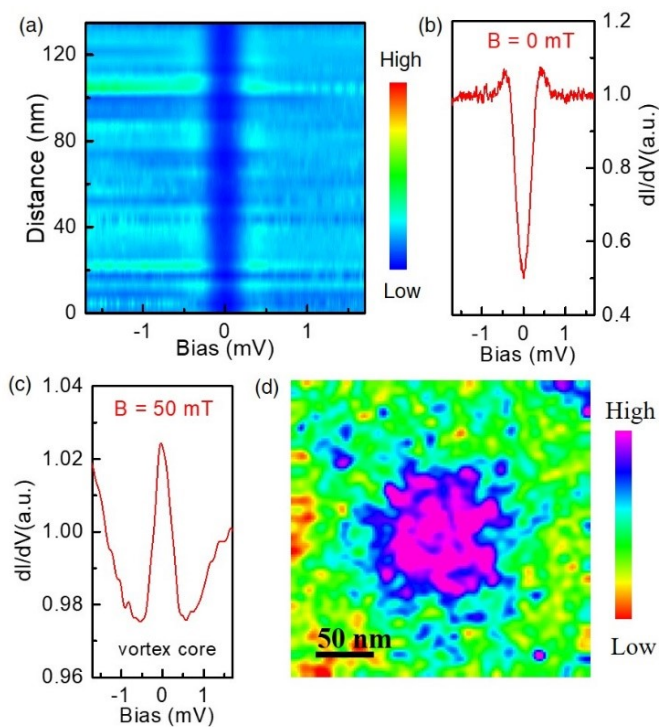 (a)
120
80
40
0
Distance (nm)
-1 0 1
Bias (mV)
High
Low
(b)
B = 0 mT
1.2
1.0
0.8
0.6
0.4
dI/dV(a.u.)
-1 0 1
Bias (mV)
(c)
B = 50 mT
1.04
1.02
1.00
0.98
0.96
dI/dV(a.u.)
vortex core
-1 0 1
Bias (mV)
(d)
50 nm
High
Low